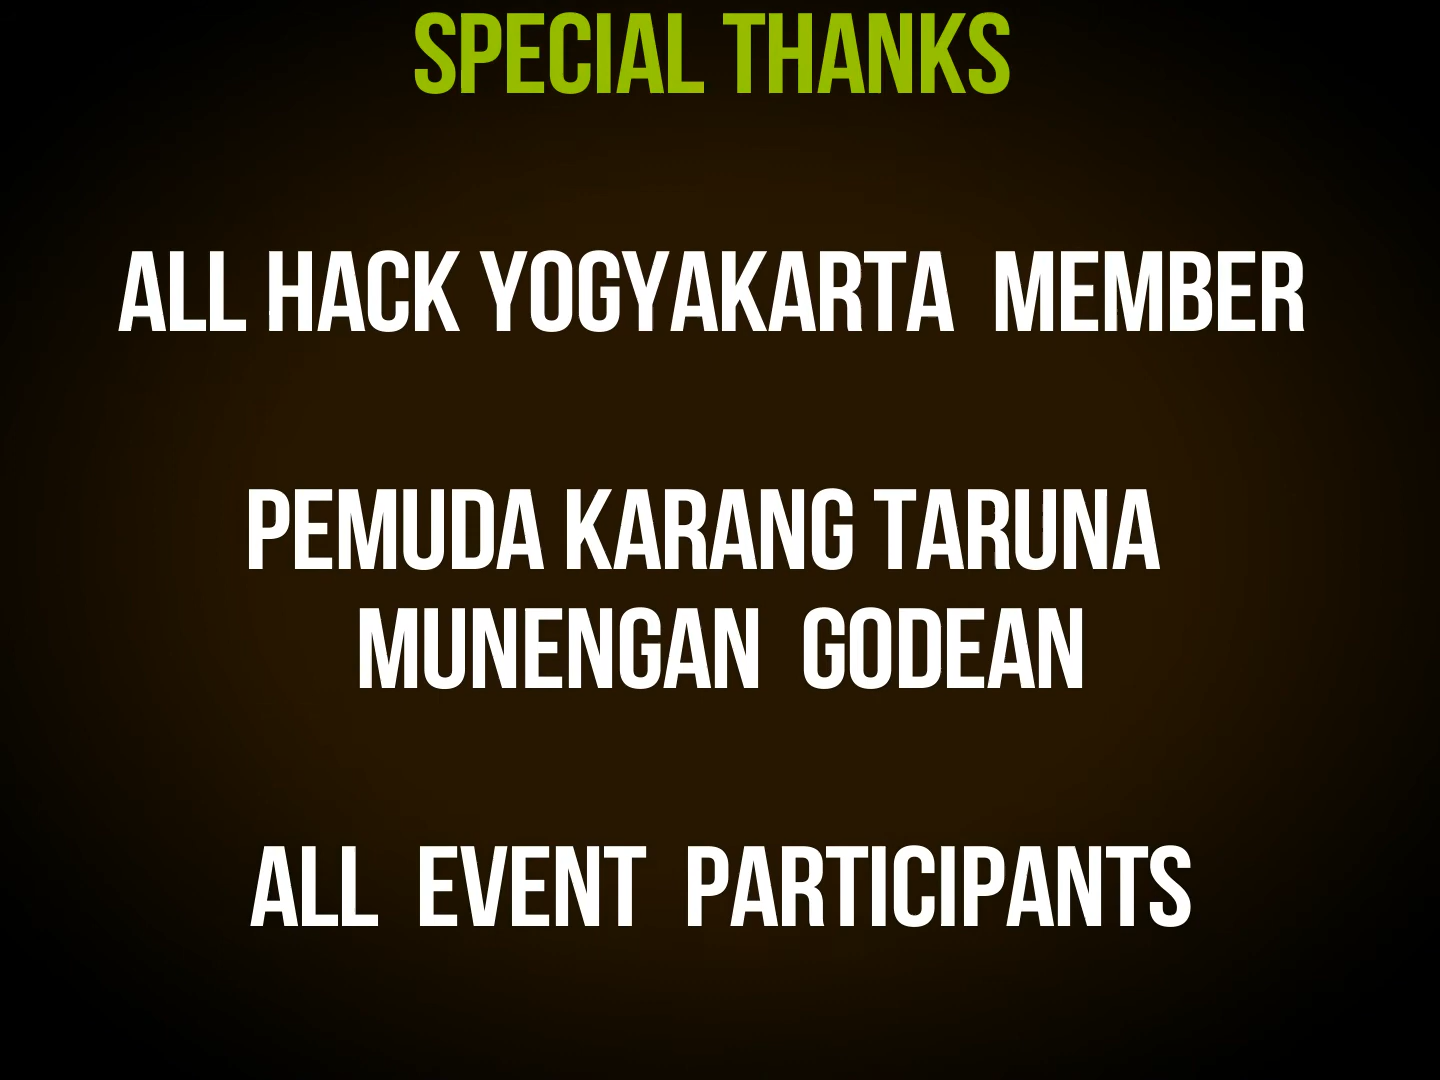 SPECIAL THANKS
ALL HACK YOGYAKARTA MEMBER
PEMUDA KARANG TARUNA
MUNENGAN GODEAN
ALL EVENT PARTICIPANTS